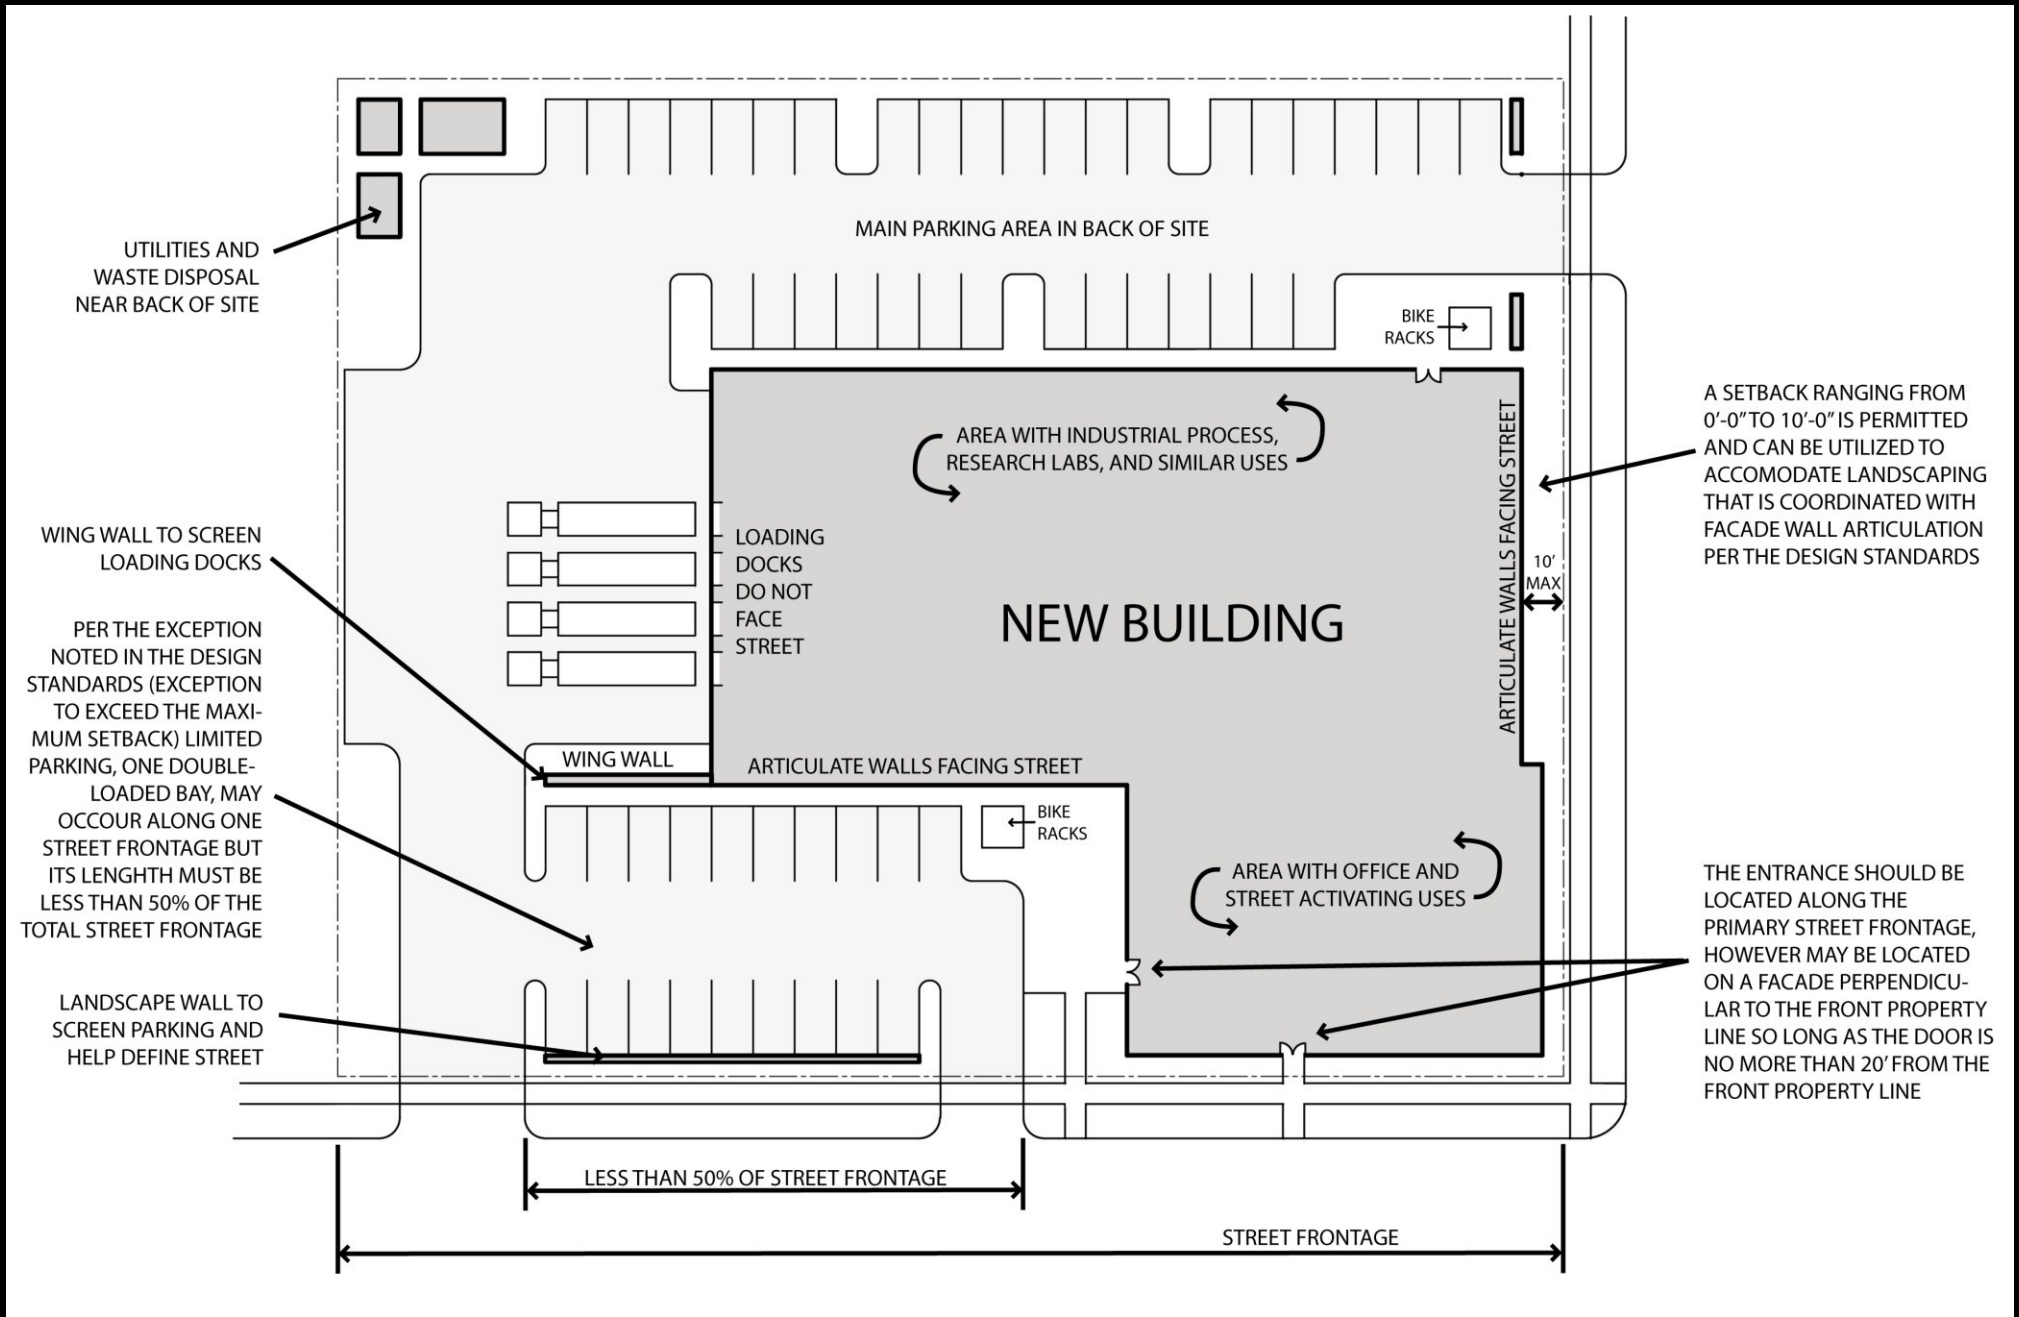 MAIN PARKING AREA IN BACK OF SITE
UTILITIES AND
WASTE DISPOSAL
NEAR BACK OF SITE
BIKE
RACKS
A SETBACK RANGING FROM
0'-0" TO 10'-0" IS PERMITTED
AND CAN BE UTILIZED TO
ACCOMODATE LANDSCAPING
THAT IS COORDINATED WITH
FACADE WALL ARTICULATION
PER THE DESIGN STANDARDS
AREA WITH INDUSTRIAL PROCESS,
RESEARCH LABS, AND SIMILAR USES
ARTICULATE WALLS FACING STREET
10'
MAX
WING WALL TO SCREEN
LOADING DOCKS
LOADING
DOCKS
DO NOT
FACE
STREET
NEW BUILDING
PER THE EXCEPTION
NOTED IN THE DESIGN
STANDARDS (EXCEPTION
TO EXCEED THE MAXI-
MUM SETBACK) LIMITED
PARKING, ONE DOUBLE-
LOADED BAY, MAY
OCCOUR ALONG ONE
STREET FRONTAGE BUT
ITS LENGHTH MUST BE
LESS THAN 50% OF THE
TOTAL STREET FRONTAGE
WING WALL
ARTICULATE WALLS FACING STREET
BIKE
RACKS
AREA WITH OFFICE AND
STREET ACTIVATING USES
THE ENTRANCE SHOULD BE
LOCATED ALONG THE
PRIMARY STREET FRONTAGE,
HOWEVER MAY BE LOCATED
ON A FACADE PERPENDICU-
LAR TO THE FRONT PROPERTY
LINE SO LONG AS THE DOOR IS
NO MORE THAN 20' FROM THE
FRONT PROPERTY LINE
LANDSCAPE WALL TO
SCREEN PARKING AND
HELP DEFINE STREET
LESS THAN 50% OF STREET FRONTAGE
STREET FRONTAGE